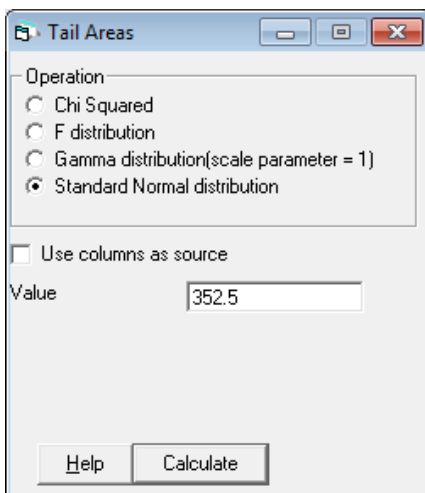 Tail Areas
Operation
Chi Squared
F distribution
Gamma distribution(scale parameter = 1)
Standard Normal distribution
Use columns as source
Value 352.5
Help Calculate